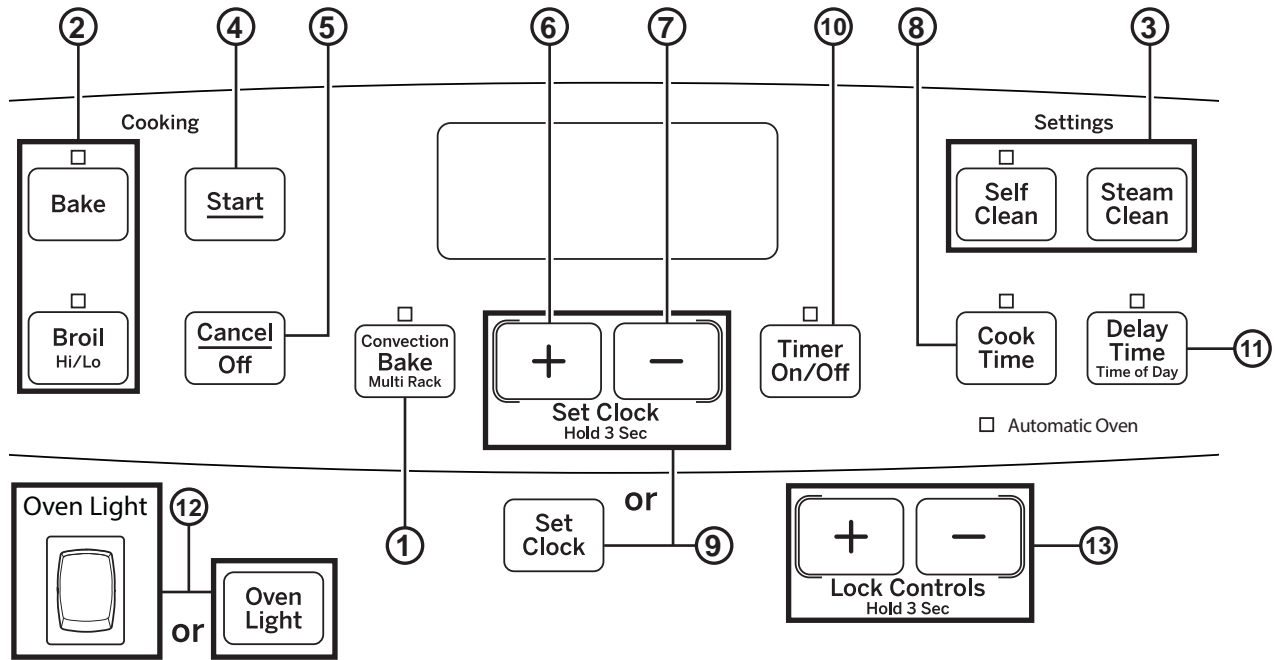 2
4
5
6
7
10
8
3
Cooking
Settings
Bake
Start
Self
Clean
Steam
Clean
Broil
Hi/Lo
Cancel
Off
Convection
Bake
Multi Rack
+
−
Set Clock
Hold 3 Sec
Timer
On/Off
Cook
Time
Delay
Time
Time of Day
11
Automatic Oven
Oven Light
12
or
Oven
Light
1
Set
Clock
or
9
+
−
Lock Controls
Hold 3 Sec
13